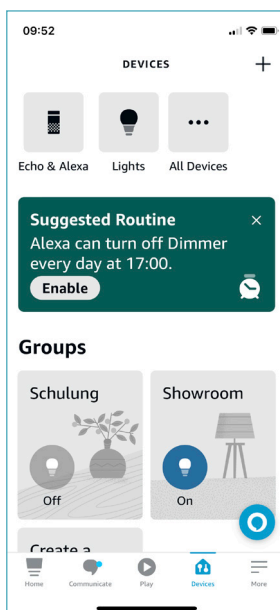 09:52
DEVICES
Echo & Alexa
Lights
All Devices
Suggested Routine
Alexa can turn off Dimmer
every day at 17:00.
Enable
Groups
Schulung
Off
Showroom
On
Create a
Home
Communicate
Play
Devices
More